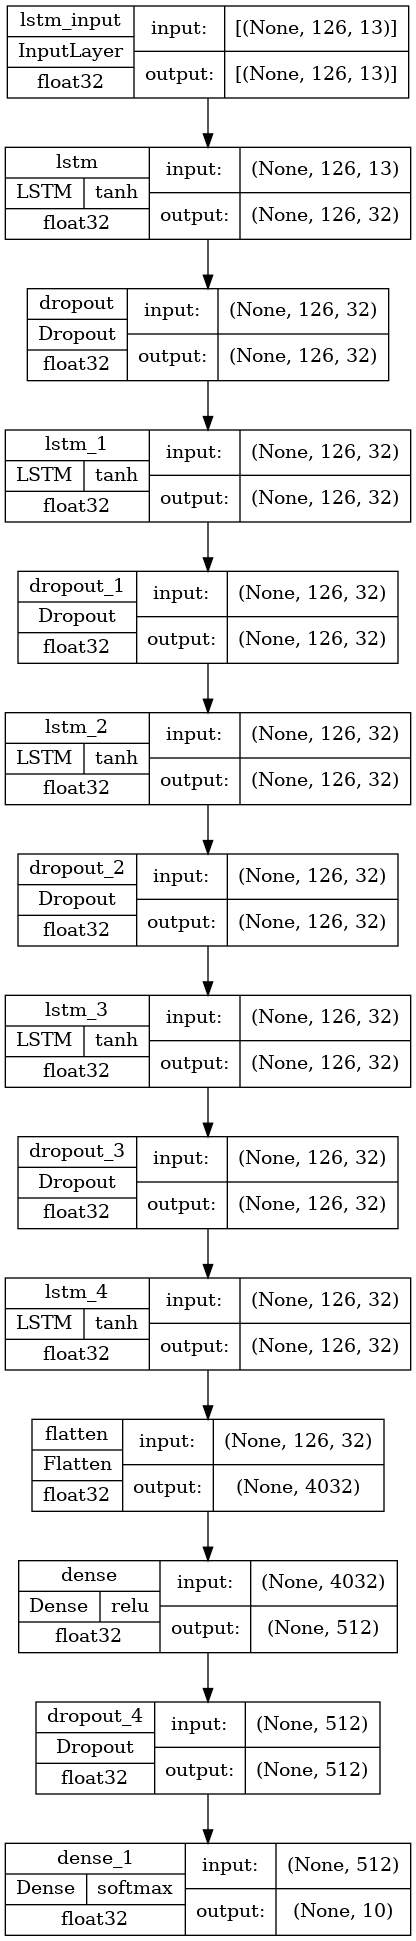 lstm_input input: [(None, 126, 13)]
InputLayer
float32 output: [(None, 126, 13)]
lstm input: (None, 126, 13)
LSTM tanh
float32 output: (None, 126, 32)
dropout input: (None, 126, 32)
Dropout
float32 output: (None, 126, 32)
lstm_1 input: (None, 126, 32)
LSTM tanh
float32 output: (None, 126, 32)
dropout_1 input: (None, 126, 32)
Dropout
float32 output: (None, 126, 32)
lstm_2 input: (None, 126, 32)
LSTM tanh
float32 output: (None, 126, 32)
dropout_2 input: (None, 126, 32)
Dropout
float32 output: (None, 126, 32)
lstm_3 input: (None, 126, 32)
LSTM tanh
float32 output: (None, 126, 32)
dropout_3 input: (None, 126, 32)
Dropout
float32 output: (None, 126, 32)
lstm_4 input: (None, 126, 32)
LSTM tanh
float32 output: (None, 126, 32)
flatten input: (None, 126, 32)
Flatten
float32 output: (None, 4032)
dense input: (None, 4032)
Dense relu
float32 output: (None, 512)
dropout_4 input: (None, 512)
Dropout
float32 output: (None, 512)
dense_1 input: (None, 512)
Dense softmax
float32 output: (None, 10)